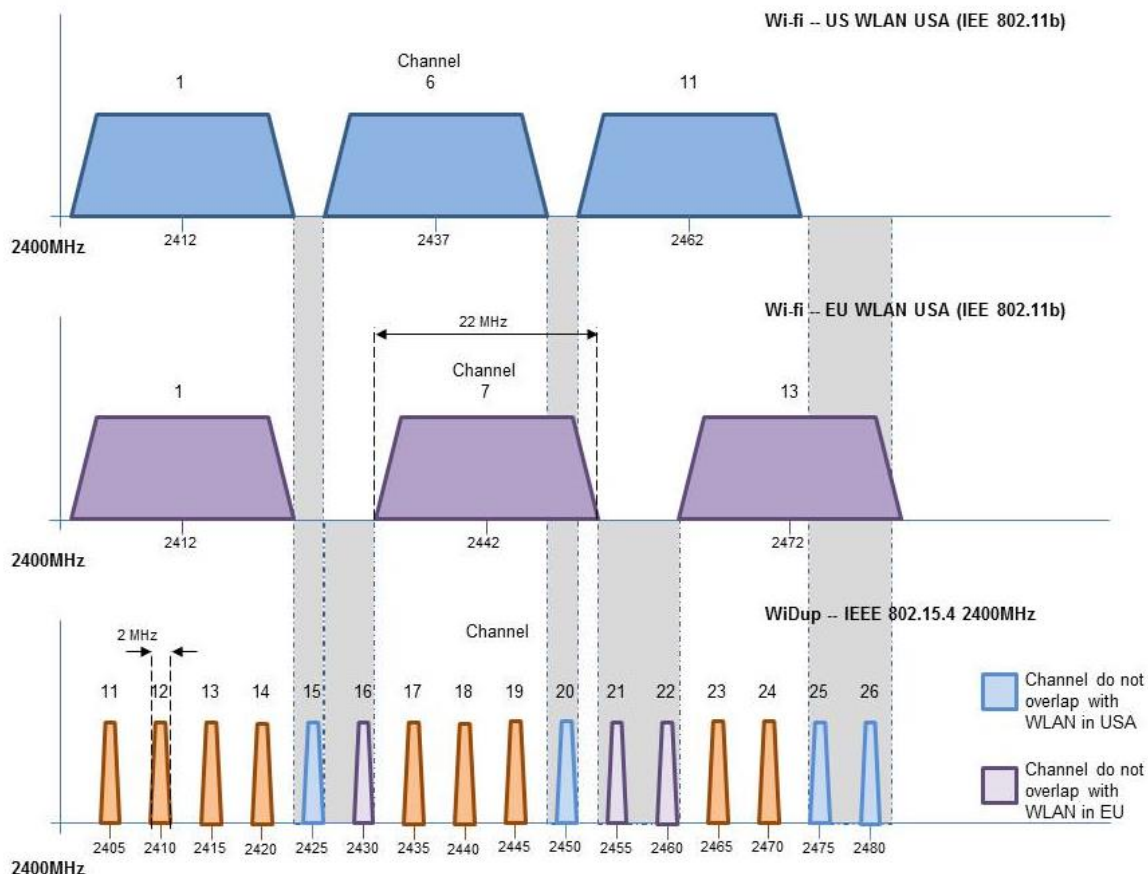 Wi-fi -- US WLAN USA (IEE 802.11b)
Channel
1 6 11
2412 2437 2462
2400MHz
Wi-fi -- EU WLAN USA (IEE 802.11b)
22 MHz
Channel
1 7 13
2412 2442 2472
2400MHz
WiDup -- IEEE 802.15.4 2400MHz
Channel
2 MHz
11 12 13 14 15 16 17 18 19 20 21 22 23 24 25 26
2405 2410 2415 2420 2425 2430 2435 2440 2445 2450 2455 2460 2465 2470 2475 2480
2400MHz
Channel do not
overlap with
WLAN in USA
Channel do not
overlap with
WLAN in EU